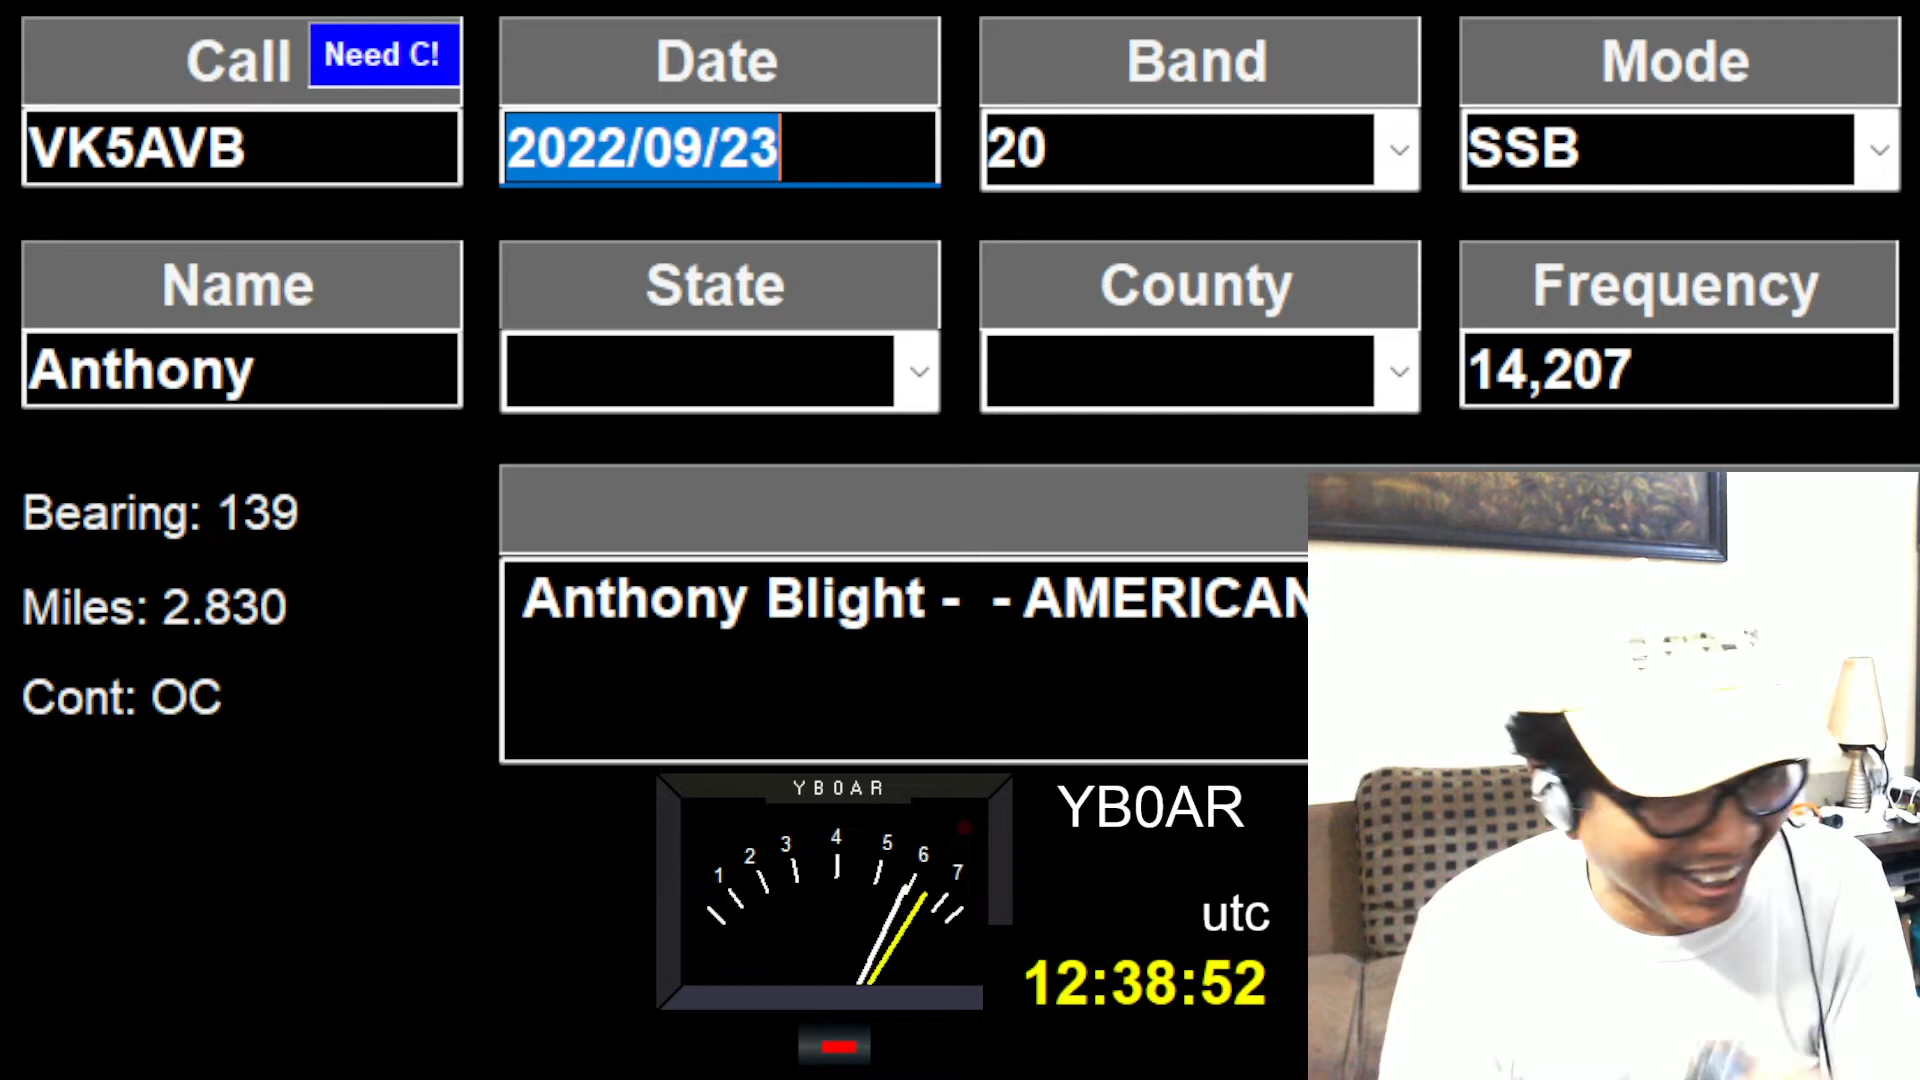 Call Need C!
Date
Band
Mode
VK5AVB
2022/09/23
20
SSB
Name
State
County
Frequency
Anthony
14,207
Bearing: 139
Miles: 2.830
Cont: OC
Anthony Blight -  - AMERICAN
YB0AR
1 2 3 4 5 6 7
YB0AR
utc
12:38:52